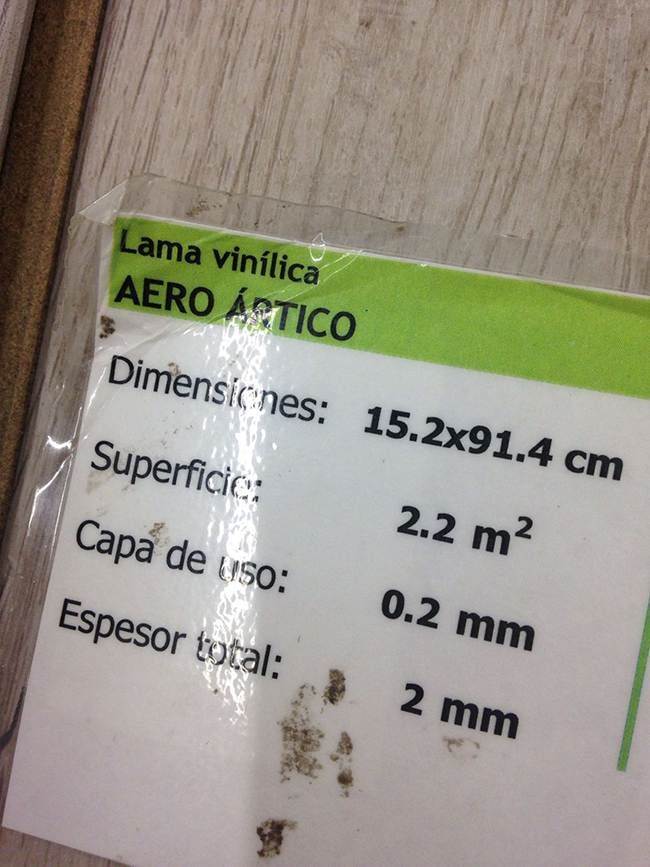 Lama vinílica
AERO ÁRTICO
Dimensiones: 15.2x91.4 cm
Superficie: 2.2 m²
Capa de uso: 0.2 mm
Espesor total: 2 mm